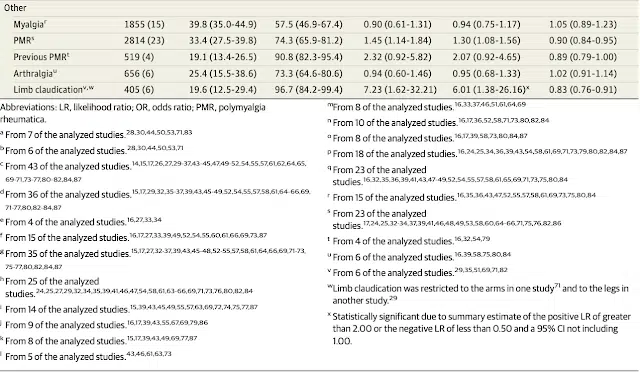 Other
Myalgiaʳ 1855 (15) 39.8 (35.0-44.9) 57.5 (46.9-67.4) 0.90 (0.61-1.31) 0.94 (0.75-1.17) 1.05 (0.89-1.23)
PMRˢ 2814 (23) 33.4 (27.5-39.8) 74.3 (65.9-81.2) 1.45 (1.14-1.84) 1.30 (1.08-1.56) 0.90 (0.84-0.95)
Previous PMRᵗ 519 (4) 19.1 (13.4-26.5) 90.8 (82.3-95.4) 2.32 (0.92-5.82) 2.07 (0.92-4.65) 0.89 (0.79-1.00)
Arthralgiaᵘ 656 (6) 25.4 (15.5-38.6) 73.3 (64.6-80.6) 0.94 (0.60-1.46) 0.95 (0.68-1.33) 1.02 (0.91-1.14)
Limb claudicationᵛ,ʷ 405 (6) 19.6 (12.5-29.4) 96.7 (84.2-99.4) 7.23 (1.62-32.21) 6.01 (1.38-26.16)ˣ 0.83 (0.76-0.91)
Abbreviations: LR, likelihood ratio; OR, odds ratio; PMR, polymyalgia
rheumatica.
a From 7 of the analyzed studies.28,30,44,50,53,71,83
b From 6 of the analyzed studies.28,30,44,50,53,71
c From 43 of the analyzed studies.14,15,17,26,27,29-37,43-45,47,49-52,54,55,57,61,62,64,65,
69-71,73-77,80-82,84,87
d From 36 of the analyzed studies.15,17,29,32,35-37,39,43,45-49,52,54,55,57,58,61,64-66,69,
71-77,80,82-84,87
e From 4 of the analyzed studies.16,27,33,34
f From 15 of the analyzed studies.16,17,27,33,39,49,52,54,55,60,61,66,69,73,87
g From 35 of the analyzed studies.15,17,27,32-37,39,43,45-48,52-55,57,58,61,64,66,69,71-73,
75-77,80,82,84,87
h From 25 of the analyzed
studies.24,25,27,29,32,34,35,39,41,46,47,54,58,61,63-66,69,71,73,76,80,82,84
i From 14 of the analyzed studies.15,39,43,45,49,55,57,63,69,72,74,75,77,87
j From 9 of the analyzed studies.16,17,39,43,55,67,69,79,86
k From 8 of the analyzed studies.15,17,39,43,49,69,77,87
l From 5 of the analyzed studies.43,46,61,63,73
m From 8 of the analyzed studies.16,33,37,46,51,61,64,69
n From 10 of the analyzed studies.16,17,36,52,58,71,73,80,82,84
o From 8 of the analyzed studies.16,17,39,58,73,80,84,87
p From 18 of the analyzed studies.16,24,25,34,36,39,43,54,58,61,69,71,73,79,80,82,84,87
q From 23 of the analyzed
studies.16,32,35,36,39,41,43,47-49,52,54,55,57,58,61,65,69,71,73,75,80,84
r From 15 of the analyzed studies.16,35,36,43,47,52,55,57,58,61,69,73,75,80,84
s From 23 of the analyzed
studies.17,24,25,32-34,37,39,41,46,48,49,53,58,60,64-66,71,75,76,82,86
t From 4 of the analyzed studies.16,32,54,79
u From 6 of the analyzed studies.16,39,58,75,80,84
v From 6 of the analyzed studies.29,35,51,69,71,82
w Limb claudication was restricted to the arms in one study71 and to the legs in
another study.29
x Statistically significant due to summary estimate of the positive LR of greater
than 2.00 or the negative LR of less than 0.50 and a 95% CI not including
1.00.